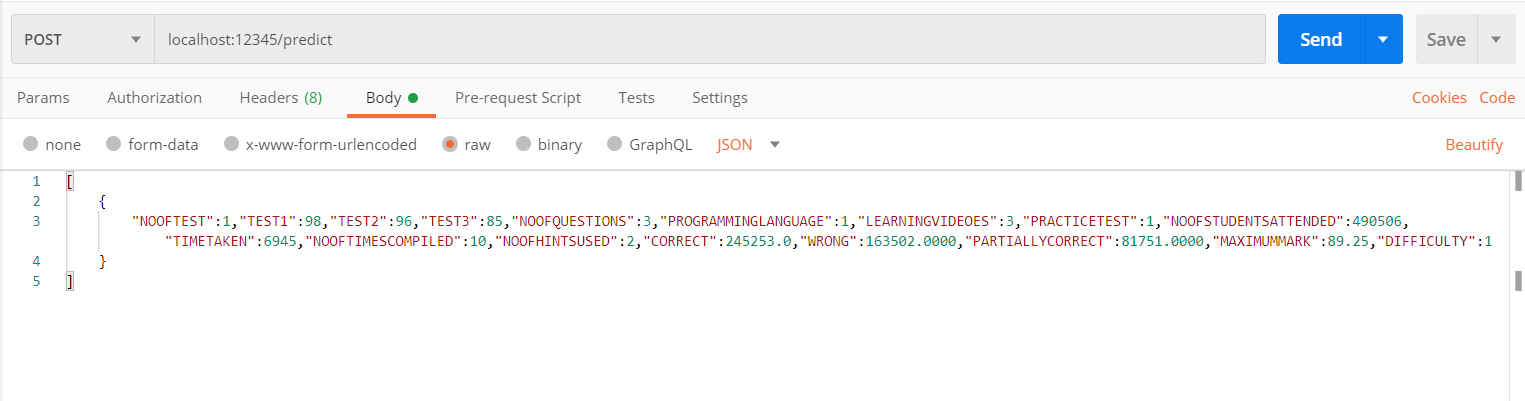 POST localhost:12345/predict Send Save
Params Authorization Headers (8) Body Pre-request Script Tests Settings Cookies Code
none form-data x-www-form-urlencoded raw binary GraphQL JSON Beautify
1 [
2 {
3 "NOOFTEST":1,"TEST1":98,"TEST2":96,"TEST3":85,"NOOFQUESTIONS":3,"PROGRAMMINGLANGUAGE":1,"LEARNINGVIDEOES":3,"PRACTICETEST":1,"NOOFSTUDENTSATTENDED":490506,
"TIMETAKEN":6945,"NOOFTIMESCOMPILED":10,"NOOFHINTSUSED":2,"CORRECT":245253.0,"WRONG":163502.0000,"PARTIALLYCORRECT":81751.0000,"MAXIMUMMARK":89.25,"DIFFICULTY":1
4 }
5 ]